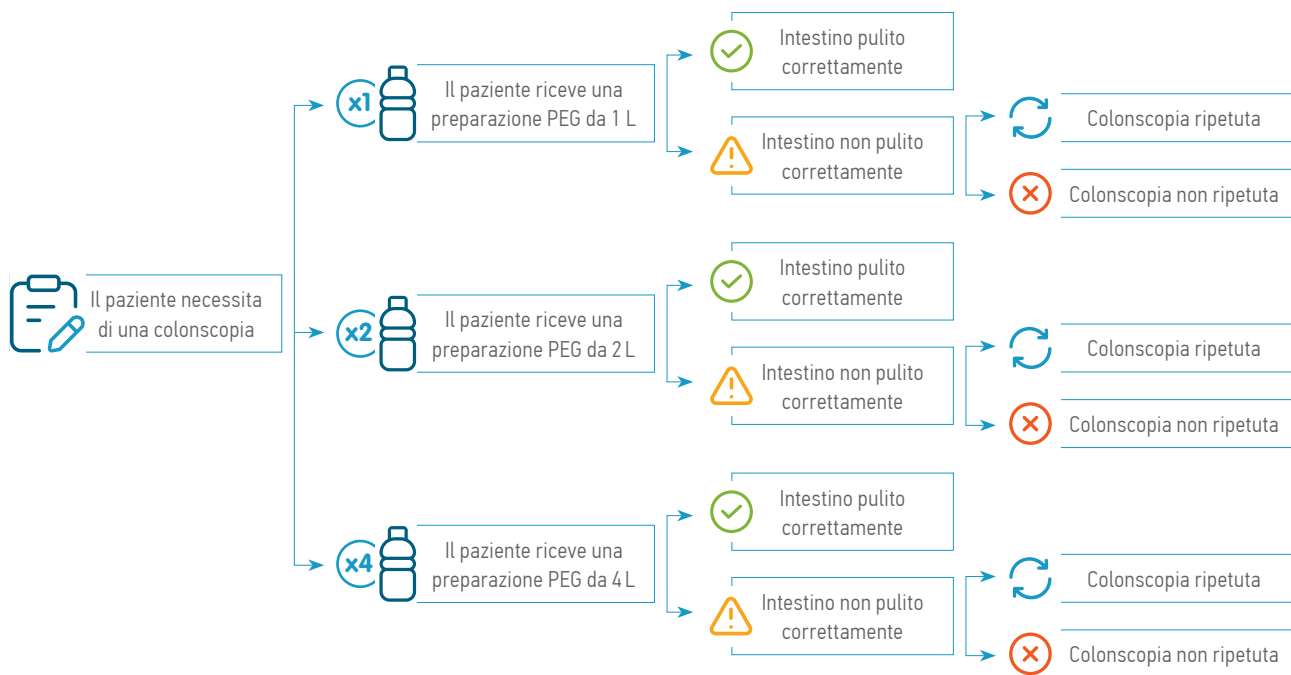 Il paziente necessita
di una colonscopia
x1
Il paziente riceve una
preparazione PEG da 1 L
Intestino pulito
correttamente
Intestino non pulito
correttamente
Colonscopia ripetuta
Colonscopia non ripetuta
x2
Il paziente riceve una
preparazione PEG da 2 L
Intestino pulito
correttamente
Intestino non pulito
correttamente
Colonscopia ripetuta
Colonscopia non ripetuta
x4
Il paziente riceve una
preparazione PEG da 4 L
Intestino pulito
correttamente
Intestino non pulito
correttamente
Colonscopia ripetuta
Colonscopia non ripetuta